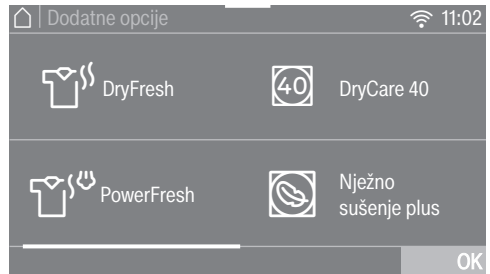 Dodatne opcije
11:02
DryFresh
40
DryCare 40
PowerFresh
Nježno
sušenje plus
OK